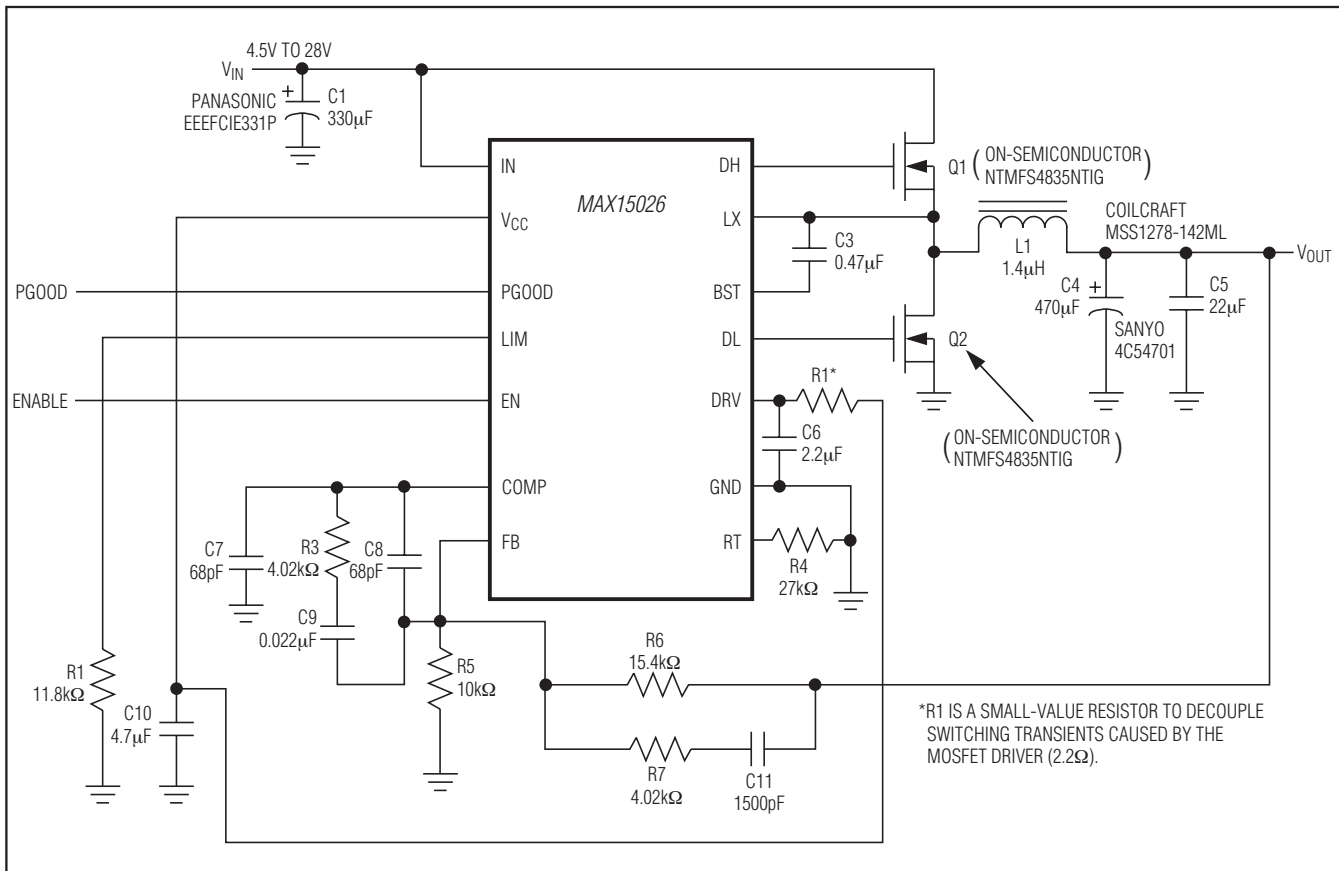 4.5V TO 28V
VIN
PANASONIC
EEEFCIE331P
+
C1
330µF
IN
VCC
PGOOD
PGOOD
LIM
ENABLE
EN
COMP
FB
MAX15026
DH
LX
BST
DL
DRV
GND
RT
Q1
(ON-SEMICONDUCTOR
NTMFS4835NTIG)
C3
0.47µF
L1
1.4µH
COILCRAFT
MSS1278-142ML
VOUT
C4
470µF
+
SANYO
4C54701
C5
22µF
Q2
(ON-SEMICONDUCTOR
NTMFS4835NTIG)
R1*
C6
2.2µF
R4
27kΩ
C7
68pF
R3
4.02kΩ
C8
68pF
C9
0.022µF
R1
11.8kΩ
C10
4.7µF
R5
10kΩ
R6
15.4kΩ
R7
4.02kΩ
C11
1500pF
*R1 IS A SMALL-VALUE RESISTOR TO DECOUPLE
SWITCHING TRANSIENTS CAUSED BY THE
MOSFET DRIVER (2.2Ω).